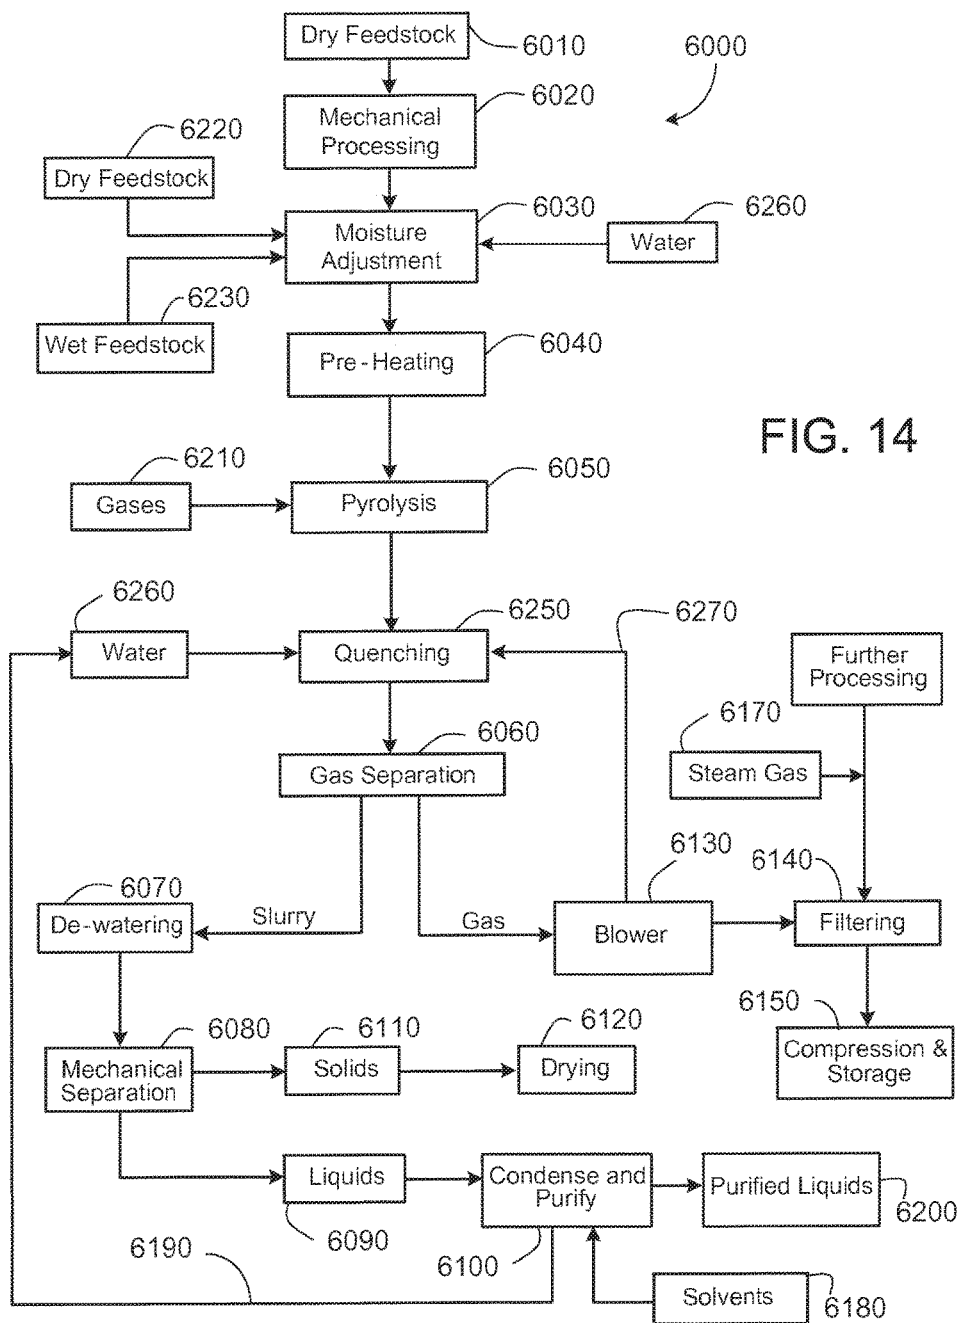 Dry Feedstock
6010
6000
6020
Mechanical
Processing
6220
Dry Feedstock
6030
6260
Moisture
Adjustment
Water
6230
Wet Feedstock
6040
Pre-Heating
FIG. 14
6210
6050
Gases
Pyrolysis
6260
6250
6270
Water
Quenching
Further
Processing
6060
6170
Gas Separation
Steam Gas
6130
6140
6070
De-watering
Slurry
Gas
Blower
Filtering
6150
6080
6110
6120
Compression &
Storage
Mechanical
Separation
Solids
Drying
Liquids
Condense and
Purify
Purified Liquids
6200
6090
6100
6190
Solvents
6180